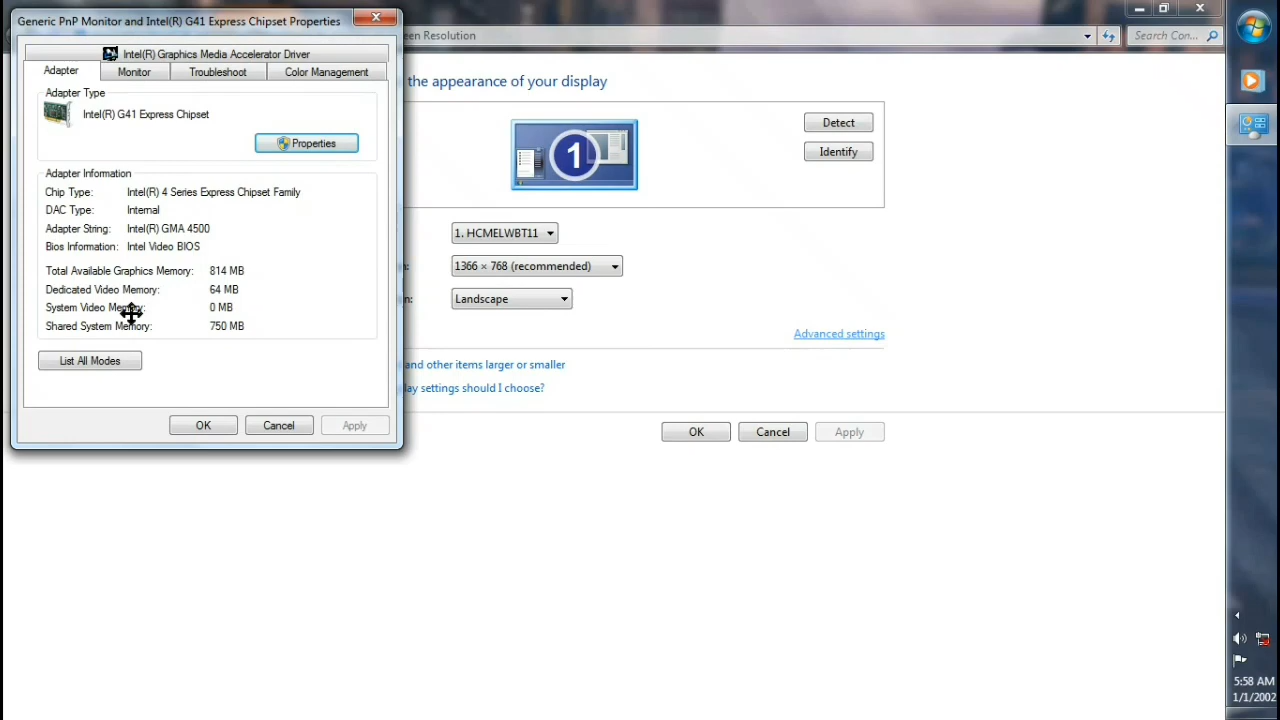 Generic PnP Monitor and Intel(R) G41 Express Chipset Properties
Intel(R) Graphics Media Accelerator Driver
Adapter
Monitor
Troubleshoot
Color Management
Adapter Type
Intel(R) G41 Express Chipset
Properties
Adapter Information
Chip Type: Intel(R) 4 Series Express Chipset Family
DAC Type: Internal
Adapter String: Intel(R) GMA 4500
Bios Information: Intel Video BIOS
Total Available Graphics Memory: 814 MB
Dedicated Video Memory: 64 MB
System Video Memory: 0 MB
Shared System Memory: 750 MB
List All Modes
OK
Cancel
Apply
een Resolution
Search Con...
the appearance of your display
1
Detect
Identify
1. HCMELWBT11
1366 × 768 (recommended)
n:
Landscape
Advanced settings
and other items larger or smaller
lay settings should I choose?
OK
Cancel
Apply
5:58 AM
1/1/2002